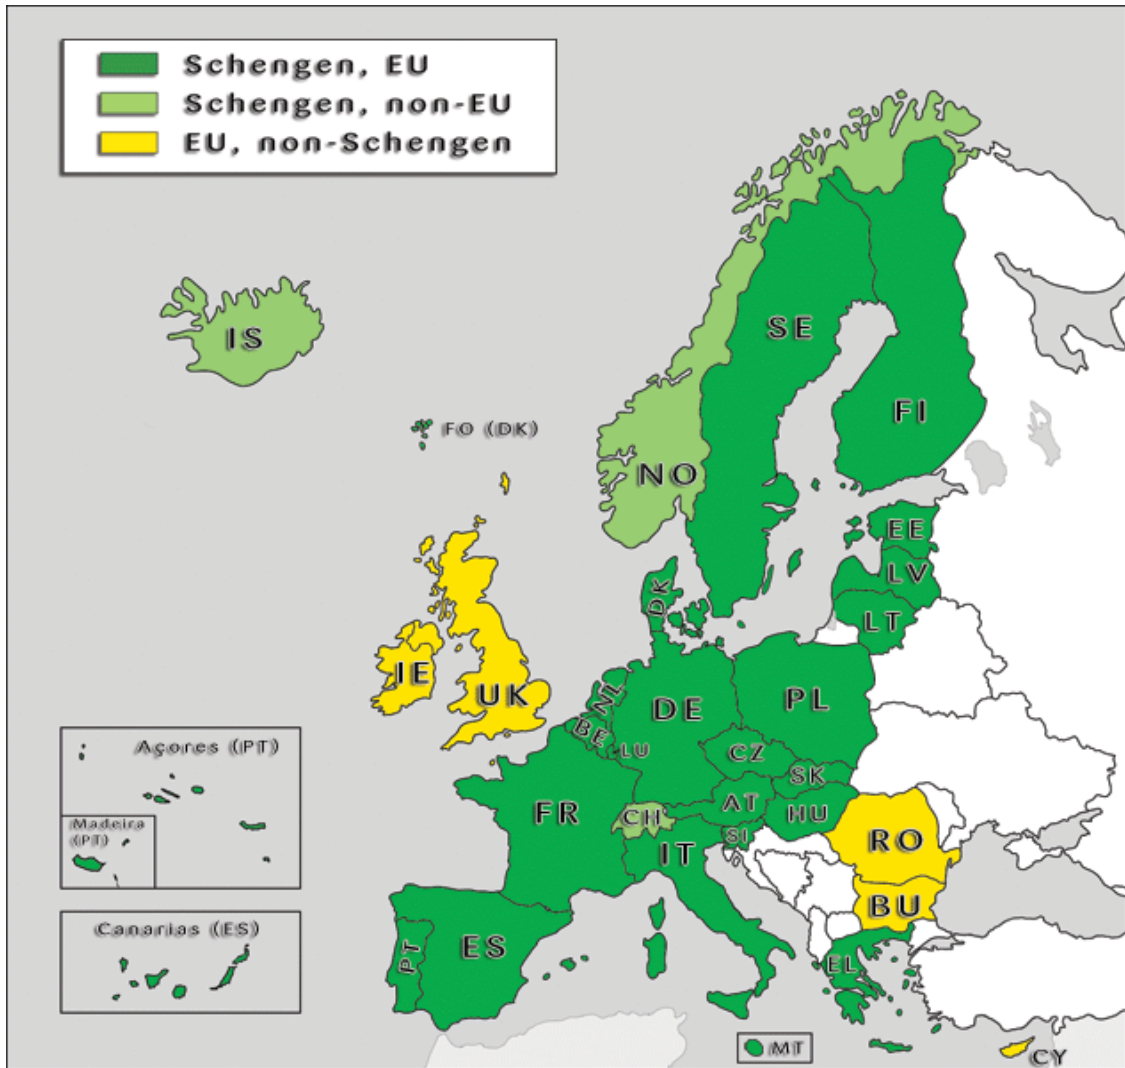 Schengen, EU
Schengen, non-EU
EU, non-Schengen
IS
SE
FI
FO (DK)
NO
EE
LV
DK
LT
IE
UK
NL
DE
PL
BE
LU
CZ
SK
Açores (PT)
AT
HU
FR
CH
SI
Madeira
(PT)
IT
RO
BU
Canarias (ES)
PT
ES
EL
MT
CY